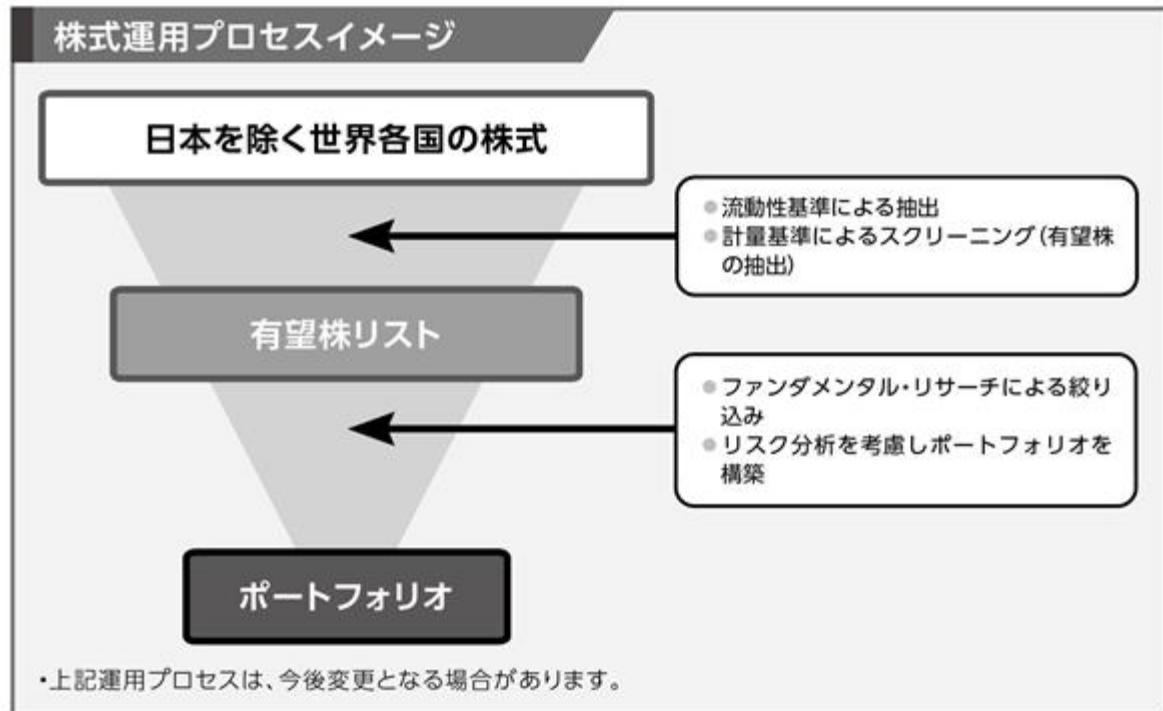 株式運用プロセスイメージ
日本を除く世界各国の株式
●流動性基準による抽出
●計量基準によるスクリーニング(有望株
の抽出)
有望株リスト
●ファンダメンタル・リサーチによる絞り
込み
●リスク分析を考慮しポートフォリオを
構築
ポートフォリオ
・上記運用プロセスは、今後変更となる場合があります。